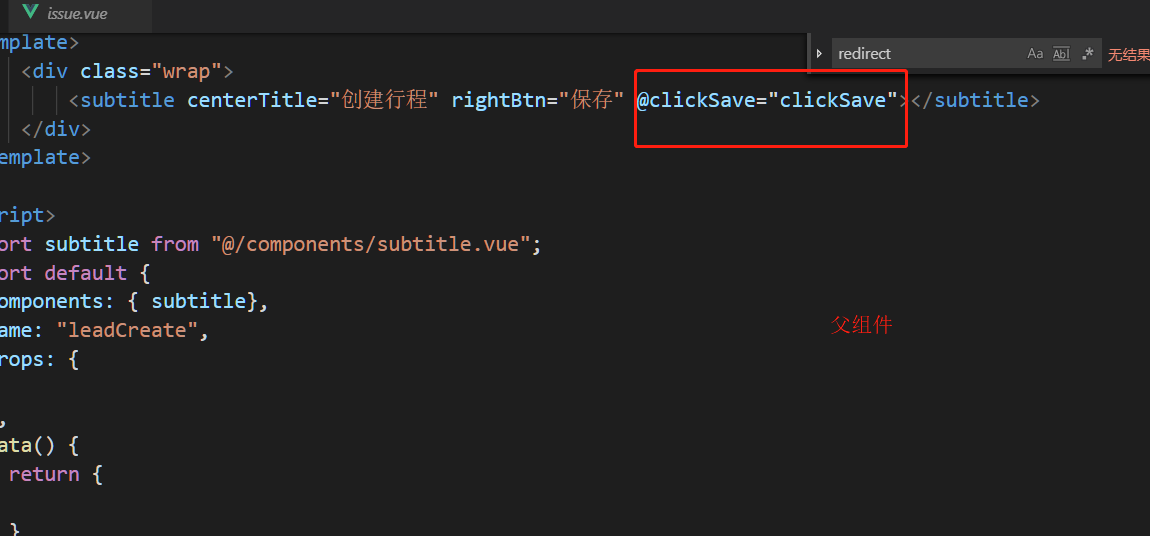 issue.vue
mplate>
redirect Aa Abl .* 无结果
<div class="wrap">
<subtitle centerTitle="创建行程" rightBtn="保存" @clickSave="clickSave"></subtitle>
</div>
emplate>
ript>
ort subtitle from "@/components/subtitle.vue";
ort default {
omponents: { subtitle},
ame: "leadCreate",
父组件
rops: {
,
ata() {
return {
}